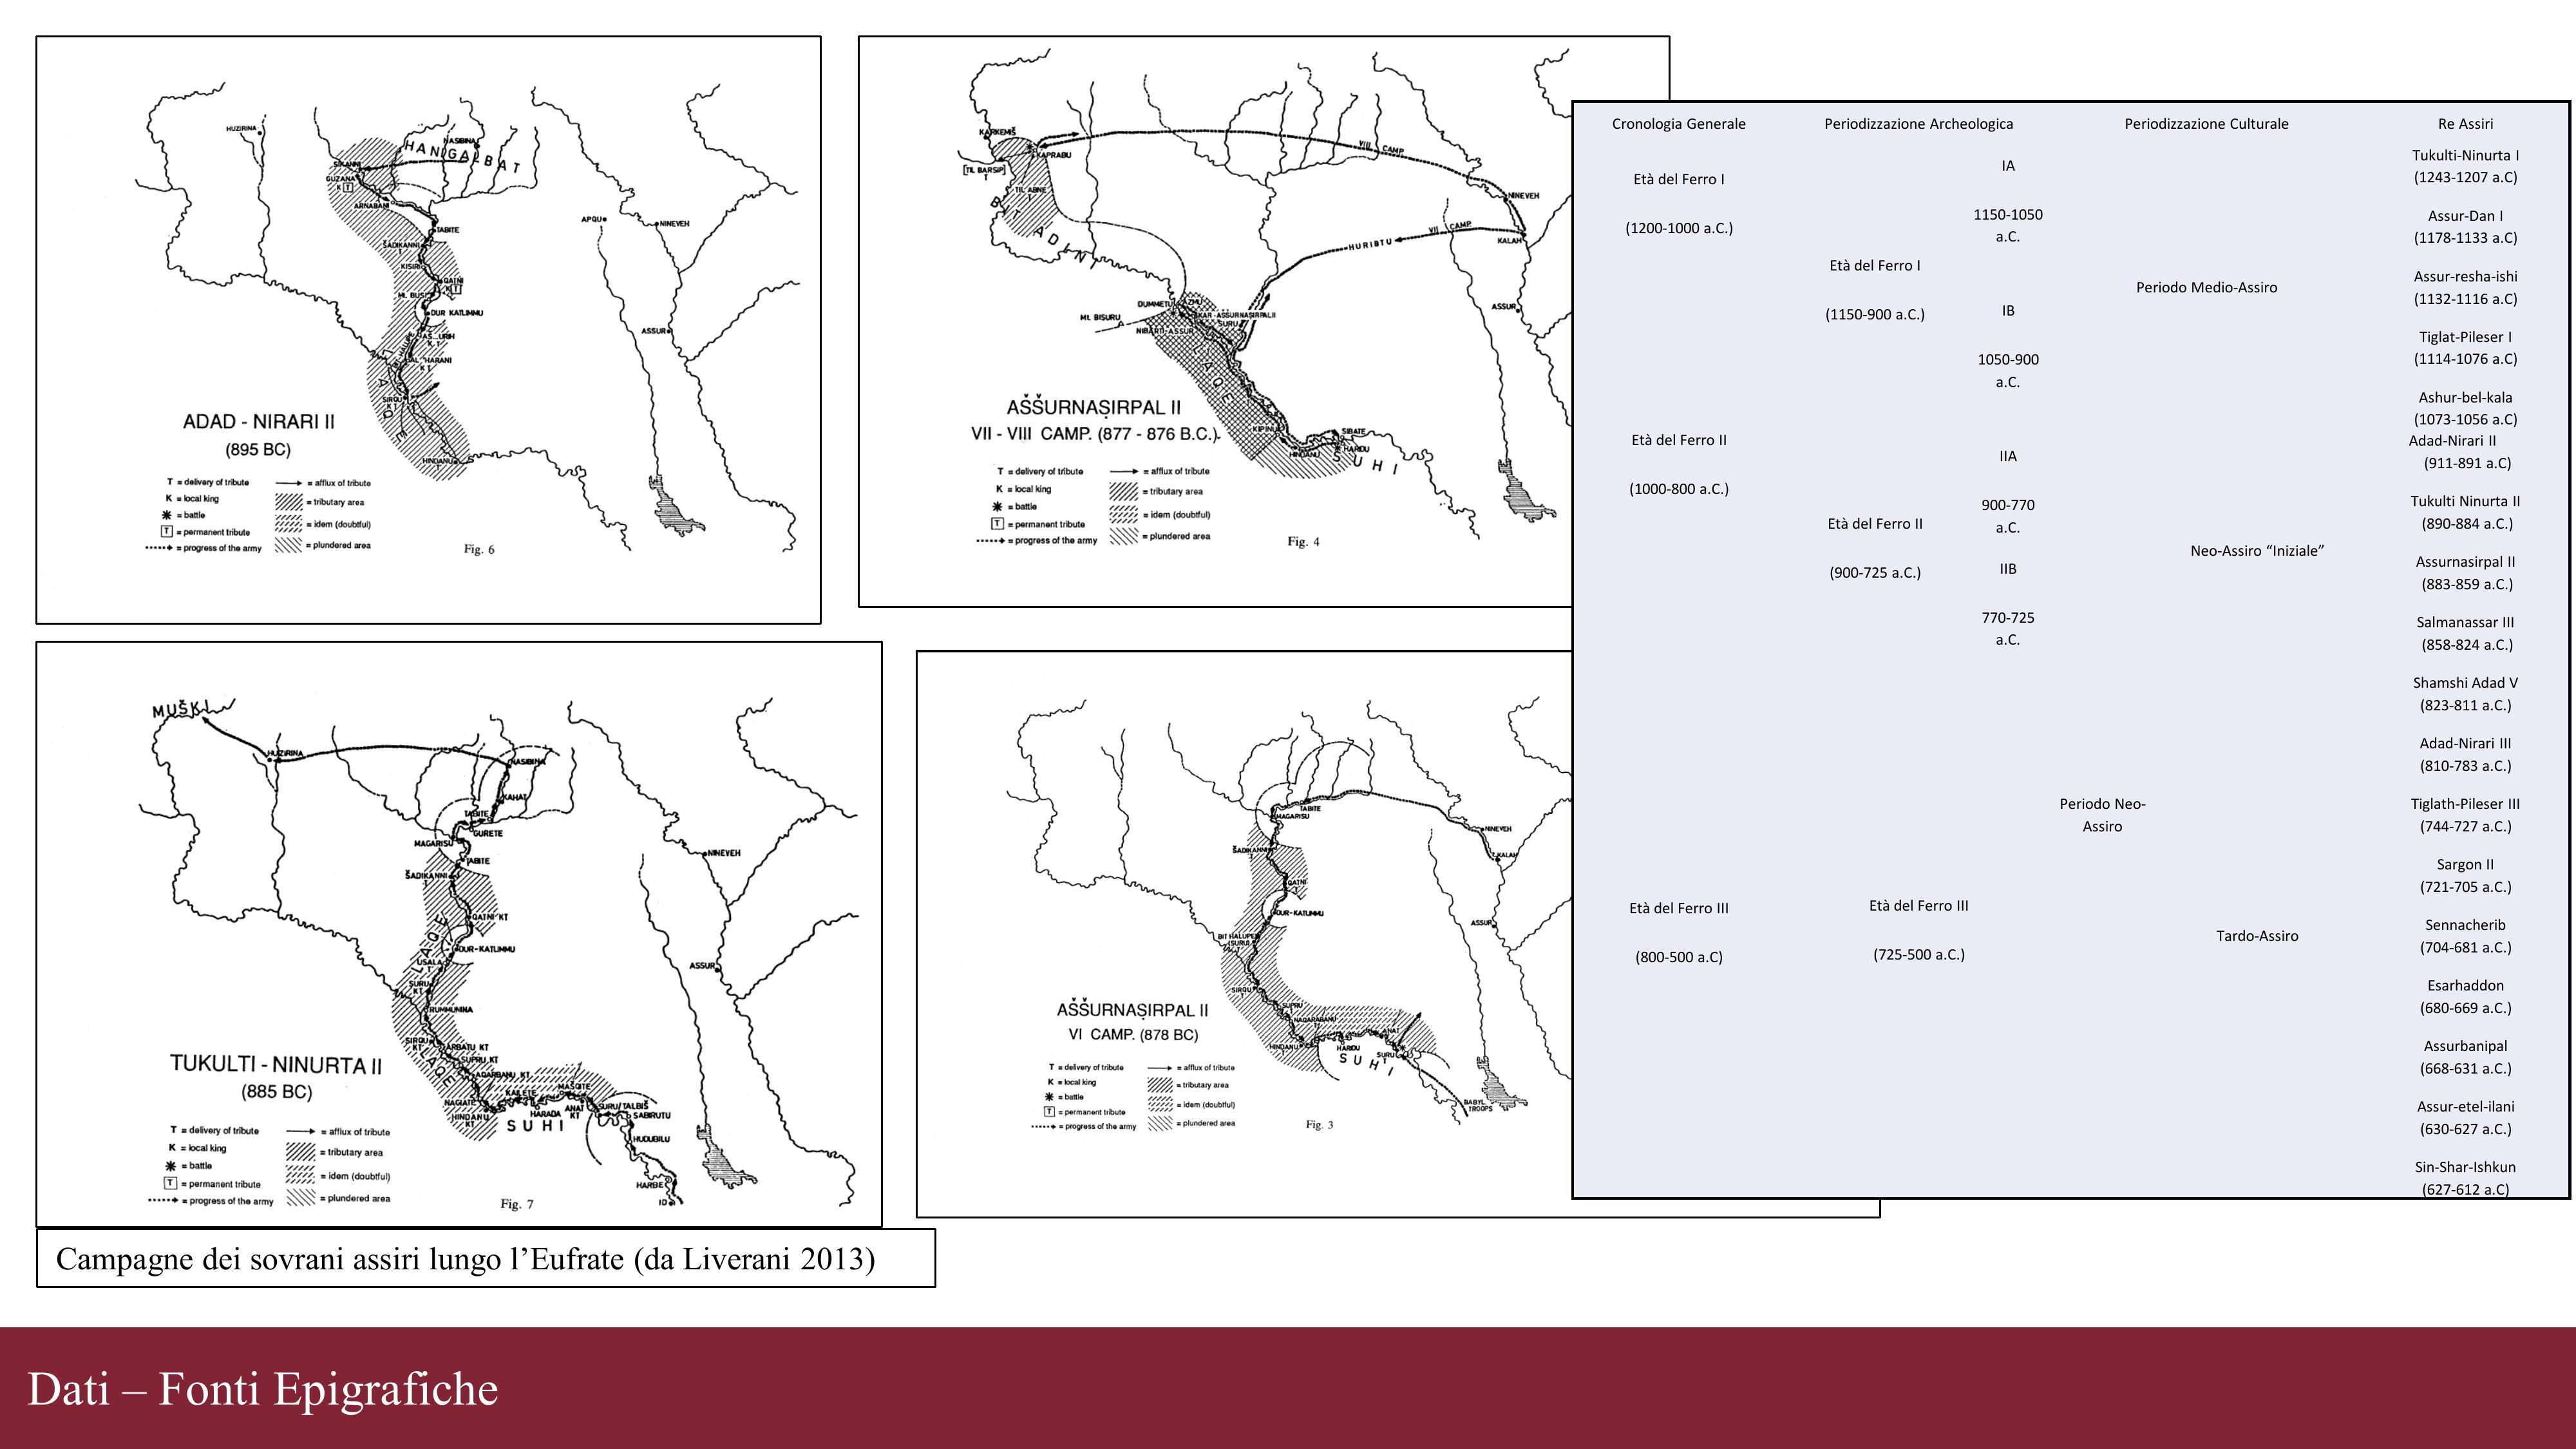 HUZIRINA
NASIBINA
HANIGALBAT
SIKANNI
GUZANA
K T
ARNABANI
APQU
NINEVEH
TABITE
ŠADIKANNI
KISIRI
QATNI
K T
Mt. BUSI
DUR KATLIMMU
ASSUR
K T
HARANI
K T
LAQE
SIRQU
KT
HINDANU
ADAD - NIRARI II
(895 BC)
T = delivery of tribute
K = local king
= battle
T = permanent tribute
= progress of the army
= afflux of tribute
= tributary area
= idem (doubtful)
= plundered area
Fig. 6
KARKEMIŠ
KAPRABU
[TIL BARSIP]
T
TIL ABNE
T
BIT ADINI
VIII CAMP.
NINEVEH
VII CAMP.
HURIBTU
KALAH
DUMMETU
AZMU
Mt. BISURU
KAR-ASSURNAṢIRPAL II
SURU
NIBARTI-ASSUR
ASSUR
LAQE
KIPINU
SIBATE
HARIDU
HINDANU
SUHI
AŠŠURNAṢIRPAL II
VII - VIII CAMP. (877 - 876 B.C.).
T = delivery of tribute
K = local king
= battle
T = permanent tribute
= progress of the army
= afflux of tribute
= tributary area
= idem (doubtful)
= plundered area
Fig. 4
MUŠKI
HUZIRINA
NASIBINA
KAHAT
TABITE
GURETE
MAGARISU
TABITE
NINEVEH
ŠADIKANNI
T
QATNI KT
LAQE
DUR-KATLIMMU
USALA
T
ASSUR
SURU
KT
RUMMUNINA
SIRQU
KT
ARBATU KT
SUPRU KT
LAQE
AQARBANU KT
NAGIATE
HINDANU
KT
KAILETE
MASQITE
HARADA
ANAT
KT
SURU/TALBIŠ
SABIRUTU
SUHI
HUDUBILU
HARBE
ID
TUKULTI - NINURTA II
(885 BC)
T = delivery of tribute
K = local king
= battle
T = permanent tribute
= progress of the army
= afflux of tribute
= tributary area
= idem (doubtful)
= plundered area
Fig. 7
TABITE
MAGARISU
NINEVEH
KALAH
ŠADIKANNI
T
QATNI
T
DUR-KATLIMMU
ASSUR
BIT HALUPE
(SURU)
T
SIRQU
T
SUPRU
NAQARABANU
T
HINDANU
T
HARIDU
ANAT
SURU
SUHI
BABYL.
TROOPS
AŠŠURNAṢIRPAL II
VI CAMP. (878 BC)
T = delivery of tribute
K = local king
= battle
T = permanent tribute
= progress of the army
= afflux of tribute
= tributary area
= idem (doubtful)
= plundered area
Fig. 3
Cronologia Generale
Periodizzazione Archeologica
Periodizzazione Culturale
Re Assiri
Età del Ferro I
(1200-1000 a.C.)
Età del Ferro II
(1000-800 a.C.)
Età del Ferro III
(800-500 a.C)
Età del Ferro I
(1150-900 a.C.)
Età del Ferro II
(900-725 a.C.)
Età del Ferro III
(725-500 a.C.)
IA
1150-1050
a.C.
IB
1050-900
a.C.
IIA
900-770
a.C.
IIB
770-725
a.C.
Periodo Medio-Assiro
Periodo Neo-
Assiro
Neo-Assiro “Iniziale”
Tardo-Assiro
Tukulti-Ninurta I
(1243-1207 a.C)
Assur-Dan I
(1178-1133 a.C)
Assur-resha-ishi
(1132-1116 a.C)
Tiglat-Pileser I
(1114-1076 a.C)
Ashur-bel-kala
(1073-1056 a.C)
Adad-Nirari II
(911-891 a.C)
Tukulti Ninurta II
(890-884 a.C.)
Assurnasirpal II
(883-859 a.C.)
Salmanassar III
(858-824 a.C.)
Shamshi Adad V
(823-811 a.C.)
Adad-Nirari III
(810-783 a.C.)
Tiglath-Pileser III
(744-727 a.C.)
Sargon II
(721-705 a.C.)
Sennacherib
(704-681 a.C.)
Esarhaddon
(680-669 a.C.)
Assurbanipal
(668-631 a.C.)
Assur-etel-ilani
(630-627 a.C.)
Sin-Shar-Ishkun
(627-612 a.C)
Campagne dei sovrani assiri lungo l’Eufrate (da Liverani 2013)
Dati – Fonti Epigrafiche